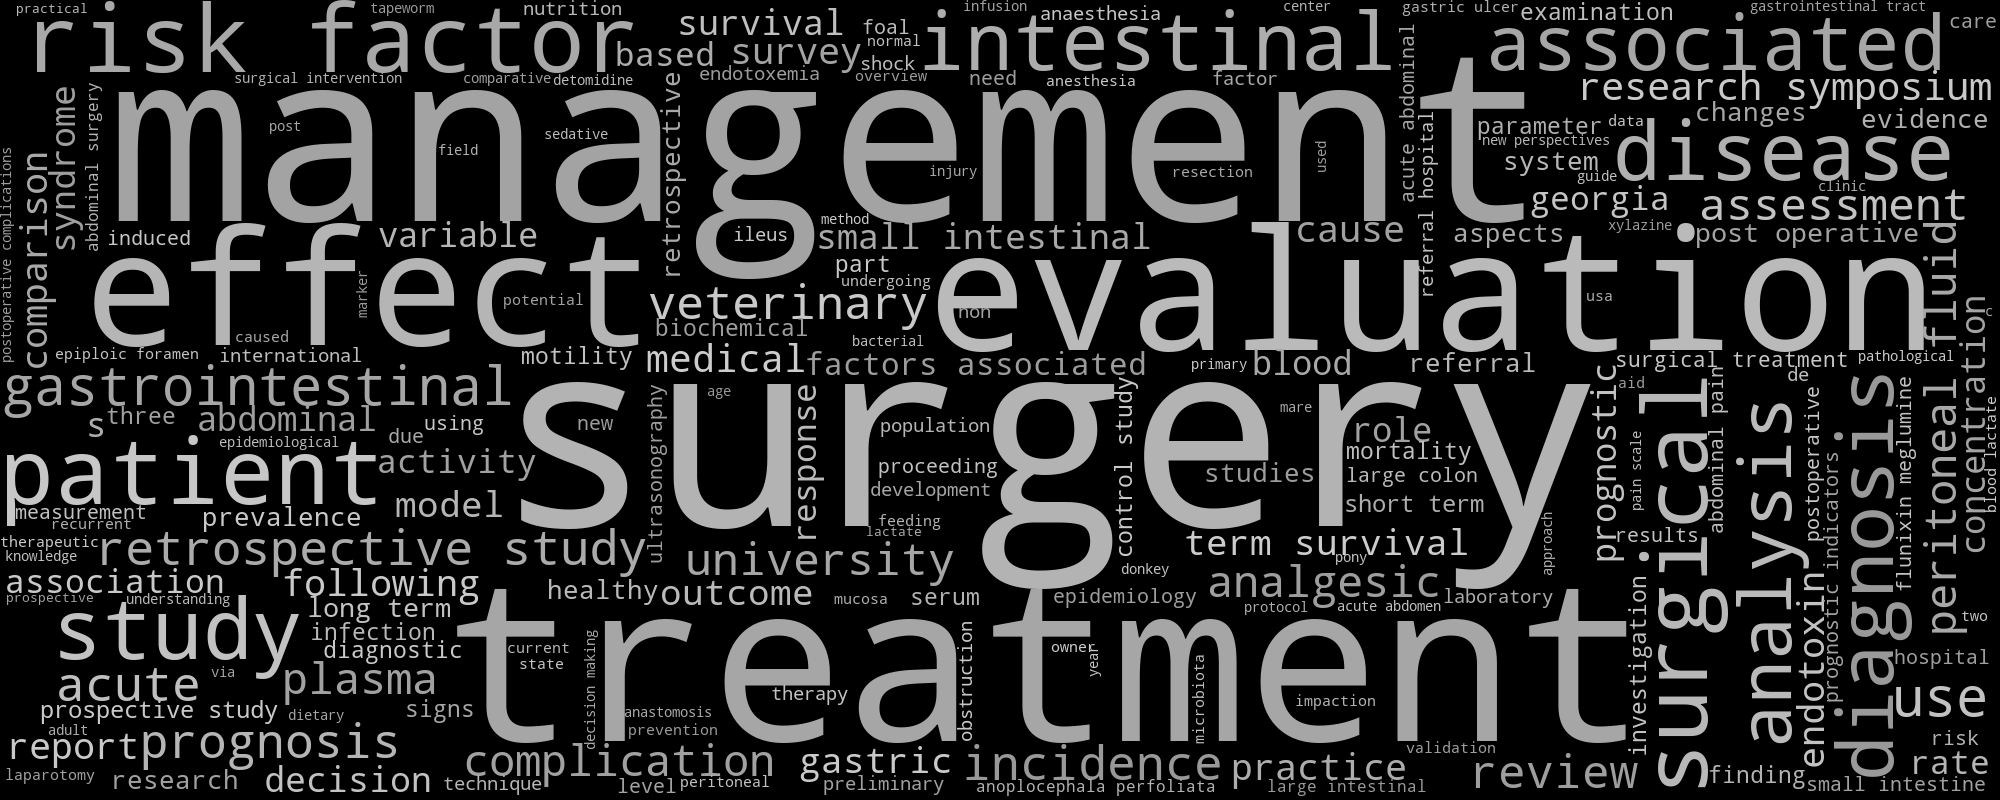 practical
tapeworm
nutrition
survival
foal
infusion
anaesthesia
center
gastric ulcer
examination
gastrointestinal tract
care
risk factor
based
survey
normal
shock
intestinal
associated
surgical intervention
comparative
detomidine
endotoxemia
overview
need
anesthesia
factor
research symposium
syndrome
abdominal surgery
management
retrospective
acute abdominal
parameter
data
changes
evidence
post
sedative
field
injury
resection
used
new perspectives
system
guide
disease
clinic
referral hospital
georgia
assessment
postoperative complications
comparison
induced
effect
variable
ileus
method
small intestinal
part
undergoing
cause
aspects
xylazine
post operative
fluid
marker
potential
veterinary
non
evaluation
usa
caused
biochemical
bacterial
c
epiploic foramen
international
motility
medical
factors associated
primary
blood
referral
surgical treatment
pathological
concentration
gastrointestinal
de
aid
s
three
abdominal
using
surgery
ultrasonography
age
response
control study
mare
prognostic
surgical
abdominal pain
analysis
postoperative
diagnosis
flunixin meglumine
peritoneal
blood lactate
epidemiological
due
new
population
role
mortality
patient
activity
proceeding
studies
large colon
pain scale
model
development
short term
measurement
recurrent
prevalence
feeding
lactate
results
therapeutic
knowledge
retrospective study
university
term survival
approach
pony
donkey
association
following
healthy
outcome
mucosa
serum
epidemiology
analgesic
laboratory
protocol
acute abdomen
prospective
understanding
study
long term
infection
diagnostic
current
state
treatment
decision making
obstruction
owner
year
microbiota
investigation
endotoxin
prognostic indicators
two
hospital
via
acute
plasma
therapy
impaction
use
prospective study
dietary
signs
anastomosis
prevention
adult
report
prognosis
validation
risk
laparotomy
research
decision
complication
technique
level
peritoneal
gastric
preliminary
incidence
anoplocephala perfoliata
practice
large intestinal
review
finding
rate
small intestine